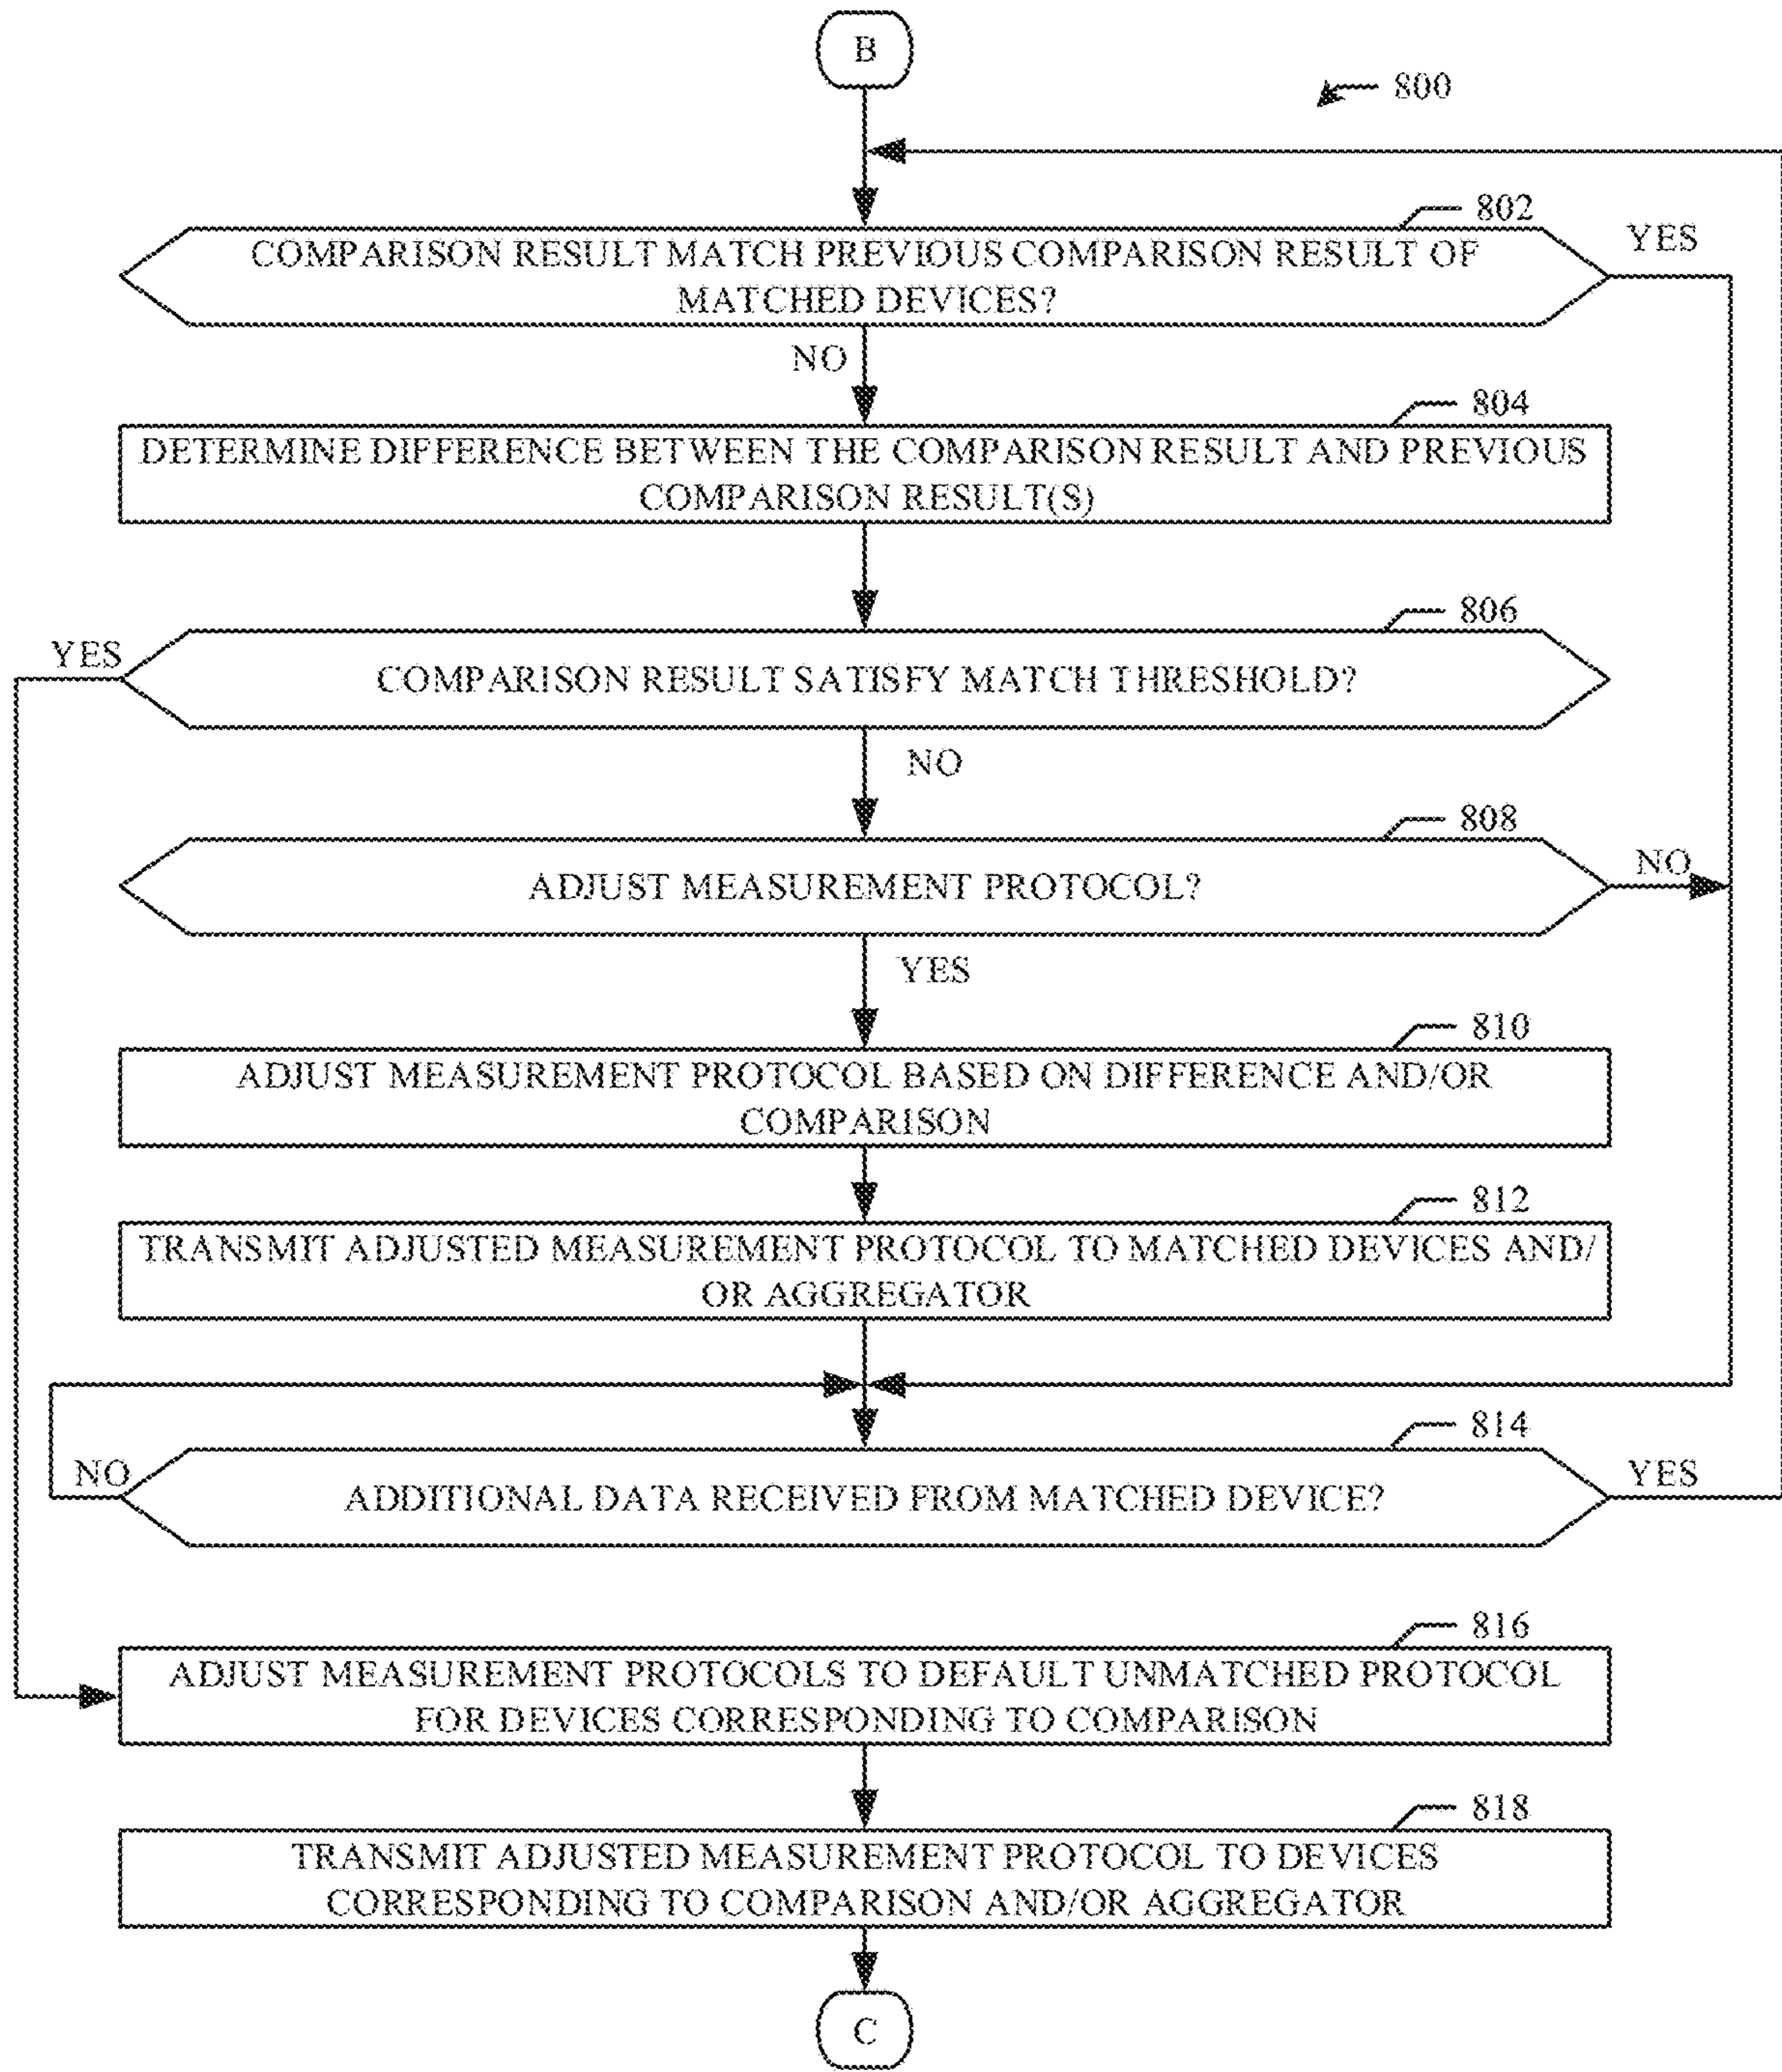 B
800
802
YES
COMPARISON RESULT MATCH PREVIOUS COMPARISON RESULT OF
MATCHED DEVICES?
NO
804
DETERMINE DIFFERENCE BETWEEN THE COMPARISON RESULT AND PREVIOUS
COMPARISON RESULT(S)
806
YES
COMPARISON RESULT SATISFY MATCH THRESHOLD?
NO
808
NO
ADJUST MEASUREMENT PROTOCOL?
YES
810
ADJUST MEASUREMENT PROTOCOL BASED ON DIFFERENCE AND/OR
COMPARISON
812
TRANSMIT ADJUSTED MEASUREMENT PROTOCOL TO MATCHED DEVICES AND/
OR AGGREGATOR
814
NO
YES
ADDITIONAL DATA RECEIVED FROM MATCHED DEVICE?
816
ADJUST MEASUREMENT PROTOCOLS TO DEFAULT UNMATCHED PROTOCOL
FOR DEVICES CORRESPONDING TO COMPARISON
818
TRANSMIT ADJUSTED MEASUREMENT PROTOCOL TO DEVICES
CORRESPONDING TO COMPARISON AND/OR AGGREGATOR
C